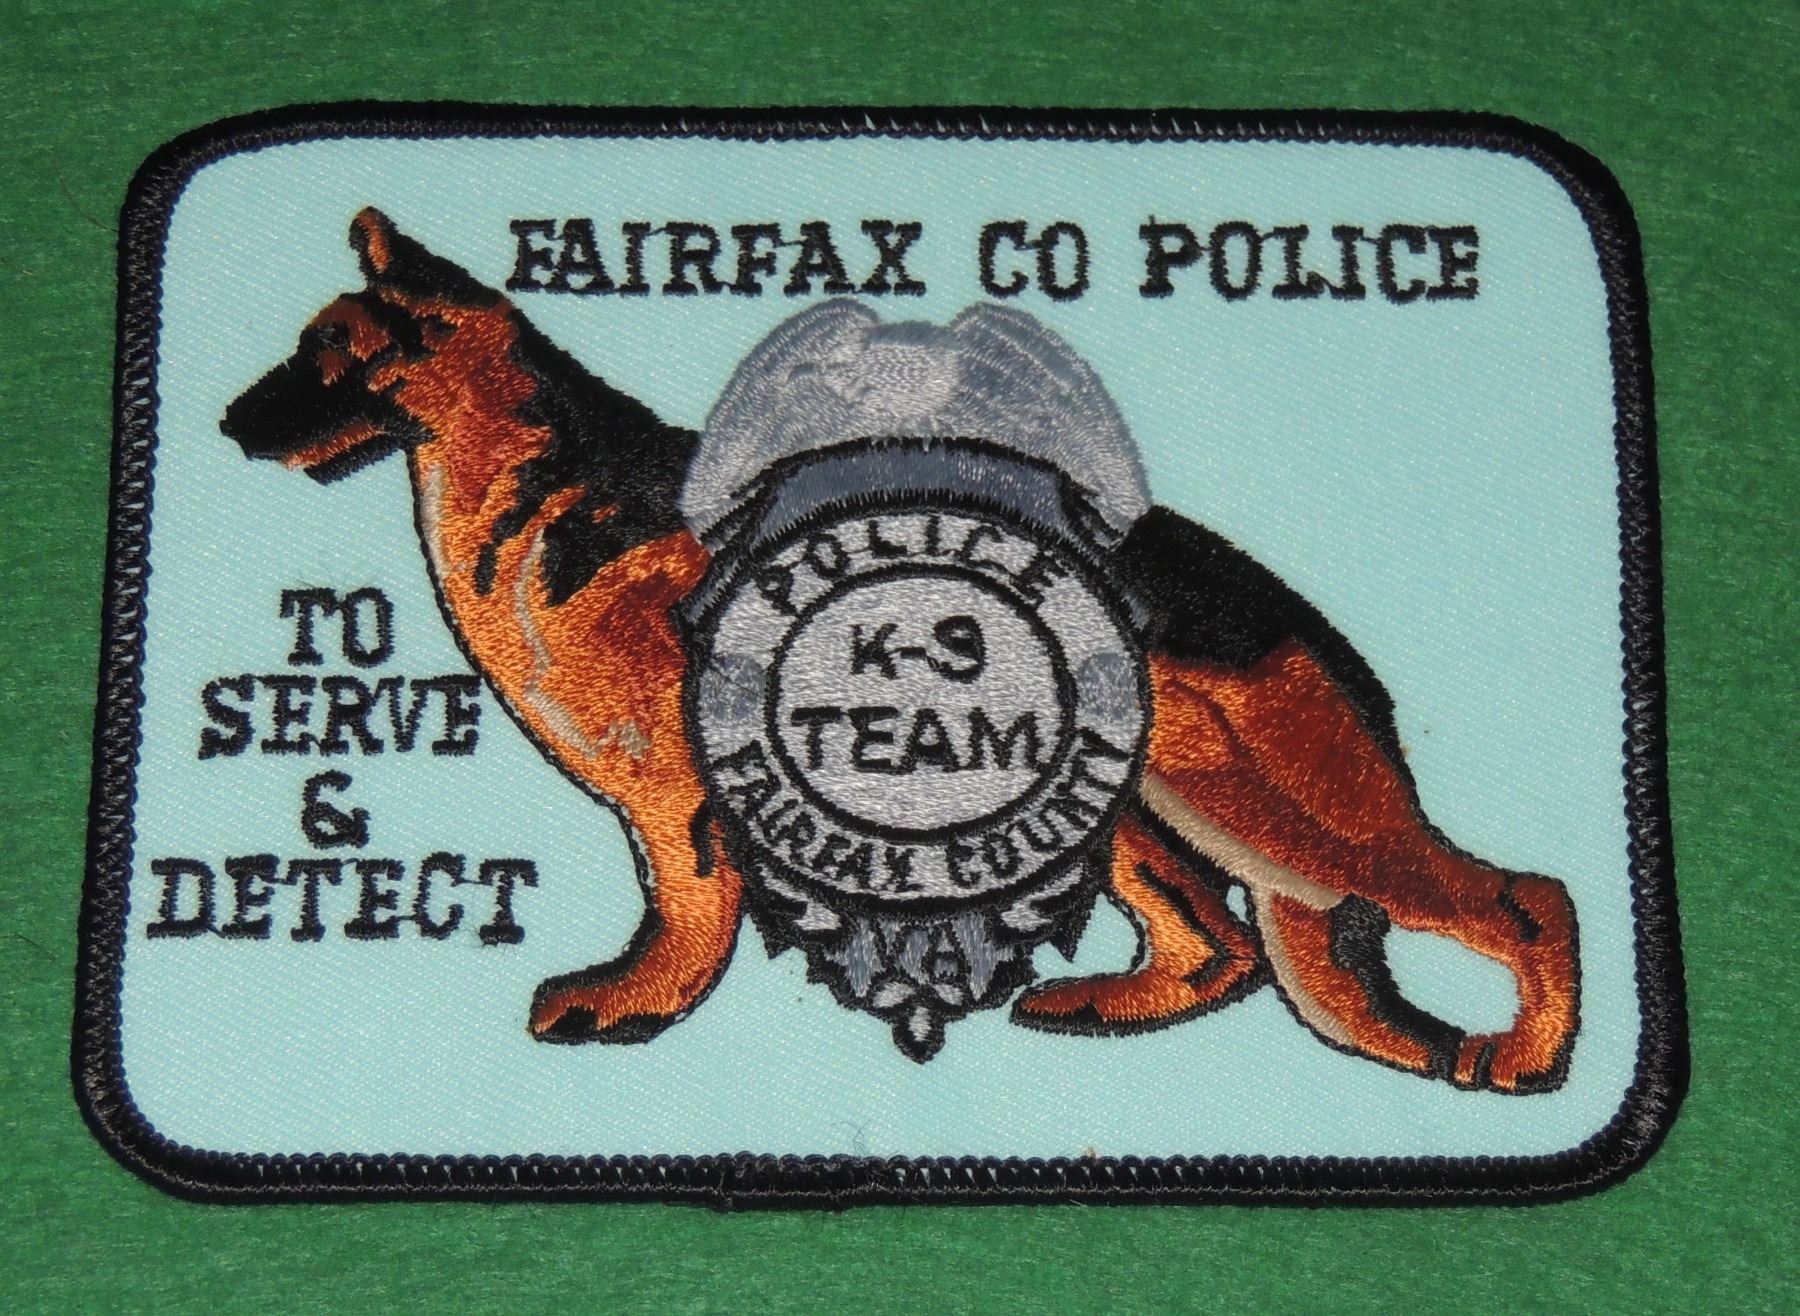 FAIRFAX CO POLICE
TO
SERVE
&
DETECT
POLICE
K-9
TEAM
FAIRFAX COUNTY
VA